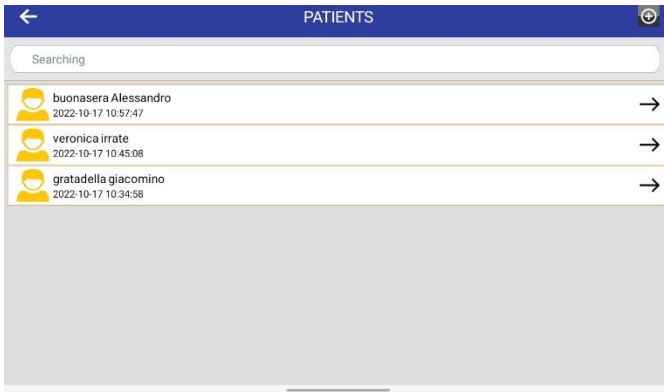 PATIENTS
Searching
buonasera Alessandro
2022-10-17 10:57:47
veronica irrate
2022-10-17 10:45:08
gratadella giacomino
2022-10-17 10:34:58